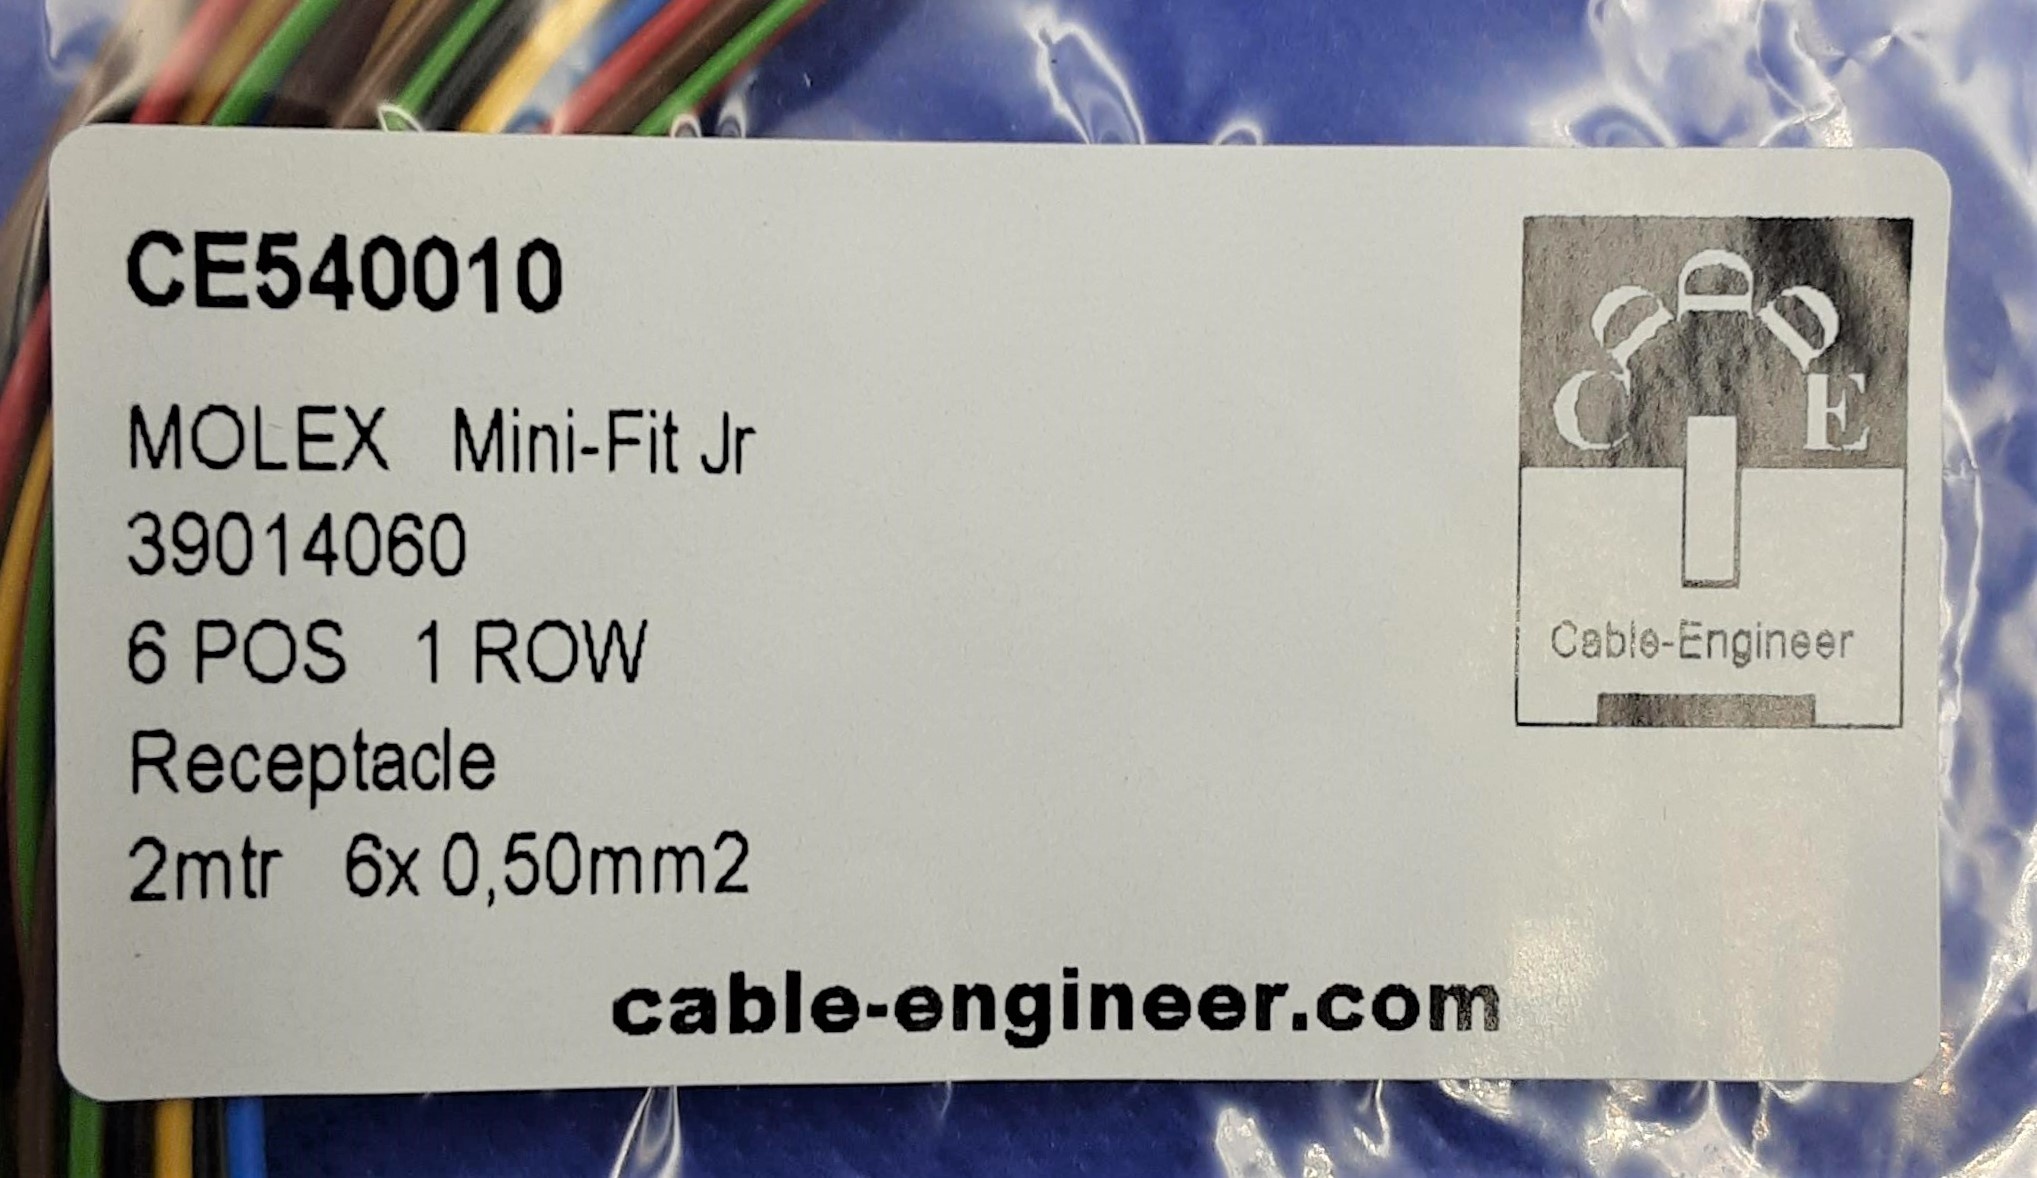 CE540010
MOLEX Mini-Fit Jr
39014060
6 POS 1 ROW
Receptacle
2mtr 6x 0,50mm2
cable-engineer.com
CDDDE
Cable-Engineer